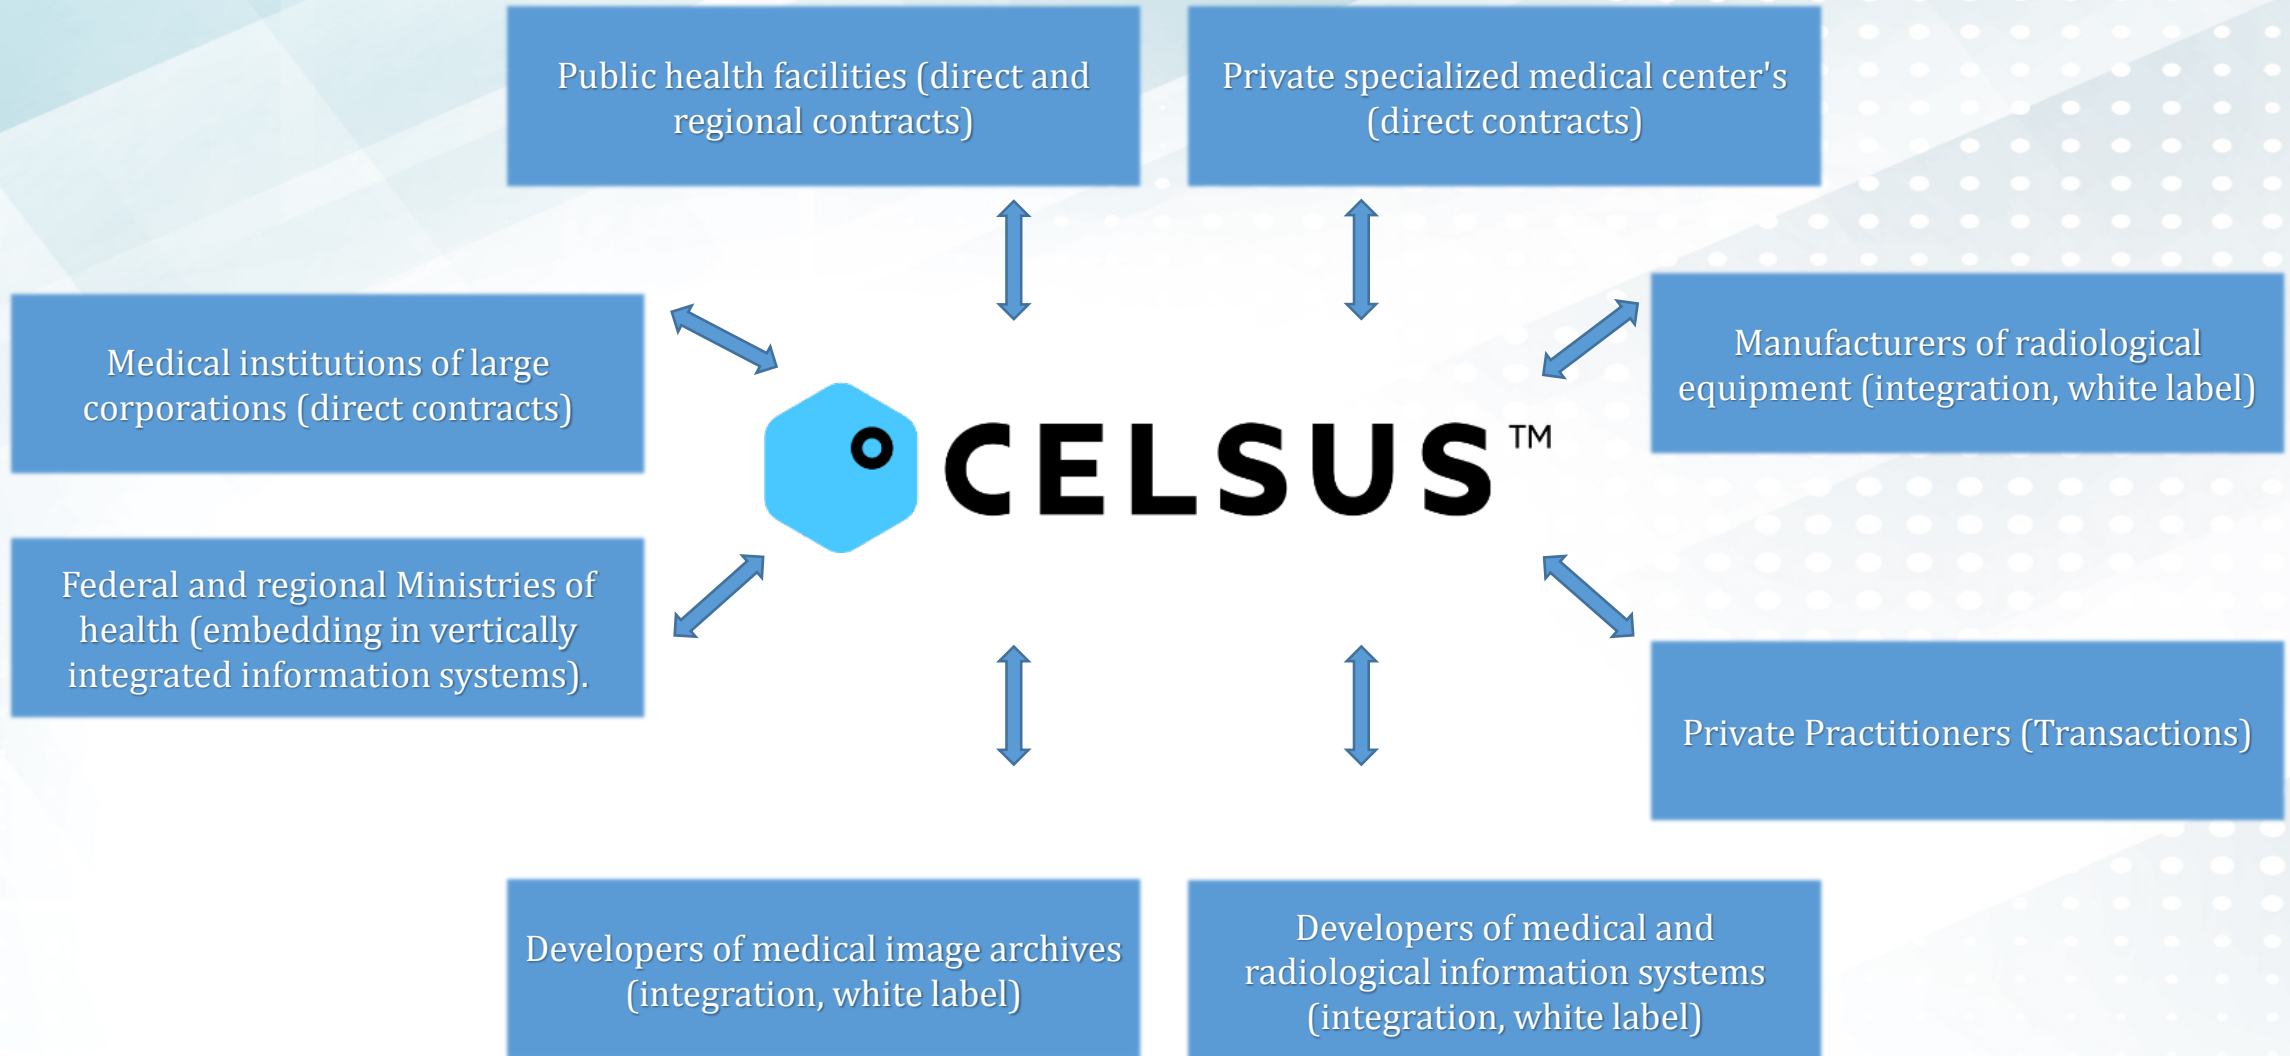 Public health facilities (direct and
regional contracts)
Private specialized medical center's
(direct contracts)
Medical institutions of large
corporations (direct contracts)
Manufacturers of radiological
equipment (integration, white label)
CELSUS™
Federal and regional Ministries of
health (embedding in vertically
integrated information systems).
Private Practitioners (Transactions)
Developers of medical image archives
(integration, white label)
Developers of medical and
radiological information systems
(integration, white label)